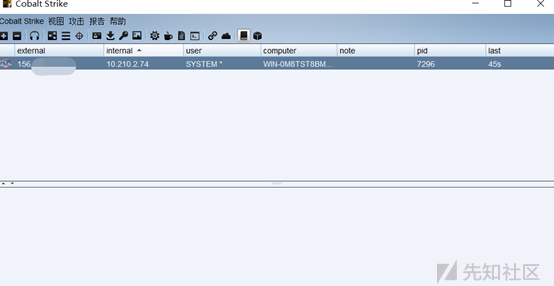 Cobalt Strike
Cobalt Strike 视图 攻击 报告 帮助
external internal user computer note pid last
156. 10.210.2.74 SYSTEM * WIN-0M8TST8BM... 7296 45s
先知社区